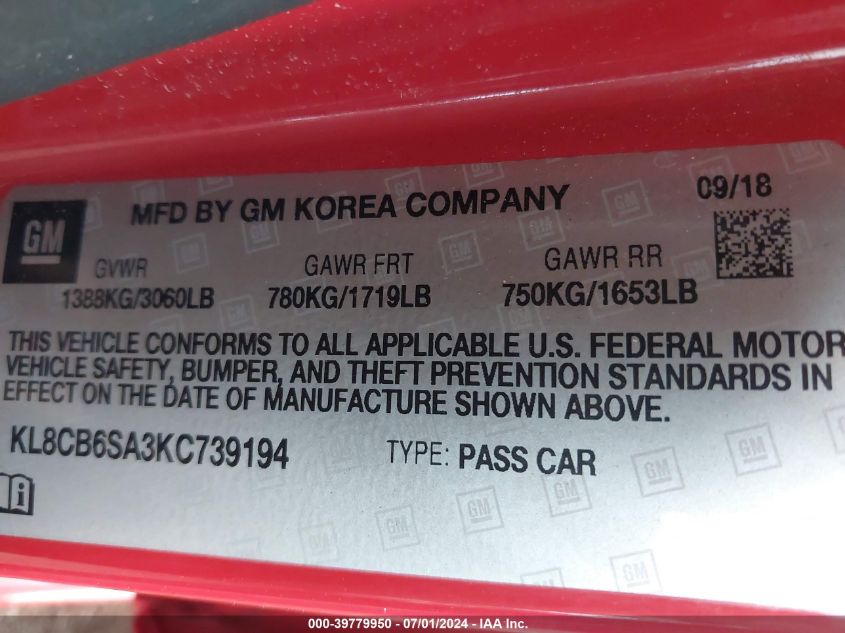 MFD BY GM KOREA COMPANY 09/18
GM
GVWR GAWR FRT GAWR RR
1388KG/3060LB 780KG/1719LB 750KG/1653LB
THIS VEHICLE CONFORMS TO ALL APPLICABLE U.S. FEDERAL MOTOR
VEHICLE SAFETY, BUMPER, AND THEFT PREVENTION STANDARDS IN
EFFECT ON THE DATE OF MANUFACTURE SHOWN ABOVE.
KL8CB6SA3KC739194 TYPE: PASS CAR
000-39779950 / 07/01/2024 - IAA Inc.